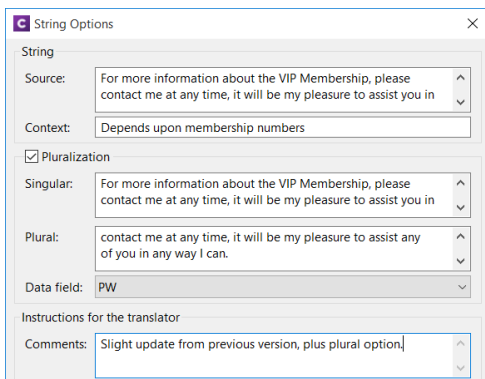 C String Options
String
Source:
For more information about the VIP Membership, please
contact me at any time, it will be my pleasure to assist you in
Context:
Depends upon membership numbers
Pluralization
Singular:
For more information about the VIP Membership, please
contact me at any time, it will be my pleasure to assist you in
Plural:
contact me at any time, it will be my pleasure to assist any
of you in any way I can.
Data field:
PW
Instructions for the translator
Comments:
Slight update from previous version, plus plural option.